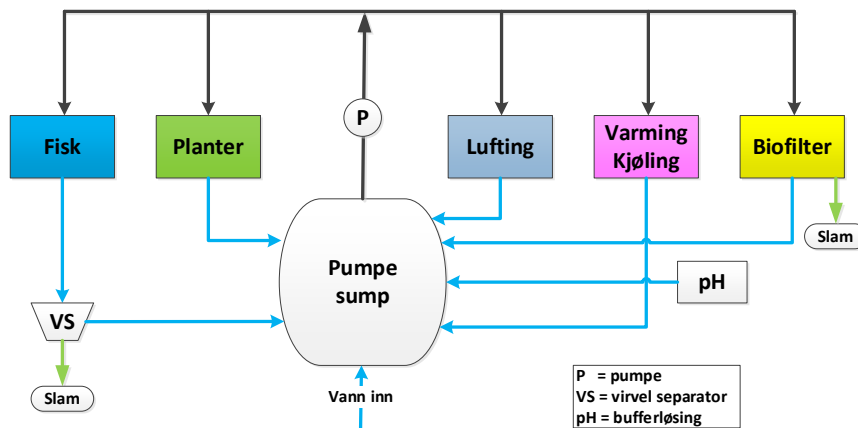 P
Fisk
Planter
Lufting
Varming
Kjøling
Biofilter
Slam
Pumpe
sump
pH
VS
Slam
Vann inn
P = pumpe
VS = virvel separator
pH = bufferløsing